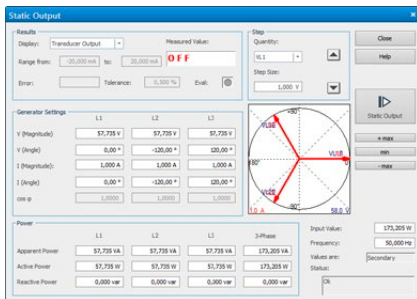 Static Output
Results
Display: Transducer Output
Measured Value:
Range from: -20,000 mA to: 20,000 mA OFF
Error: Tolerance: 0,500 % Eval:
Step
Quantity:
VL1
Step Size:
1,000 V
Close
Help
Static Output
+ max
min
- max
Generator Settings
L1 L2 L3
V (Magnitude) 57,735 V 57,735 V 57,735 V
V (Angle) 0,00 ° -120,00 ° 120,00 °
I (Magnitude): 1,000 A 1,000 A 1,000 A
I (Angle) 0,00 ° -120,00 ° 120,00 °
cos φ 1,0000 1,0000 1,0000
+90°
180°
0°
-90°
1.0 A 58.0 V
Power
L1 L2 L3 3-Phase
Apparent Power 57,735 VA 57,735 VA 57,735 VA 173,205 VA
Active Power 57,735 W 57,735 W 57,735 W 173,205 W
Reactive Power 0,000 var 0,000 var 0,000 var 0,000 var
Input Value: 173,205 W
Frequency: 50,000 Hz
Values are: Secondary
Status:
Ok